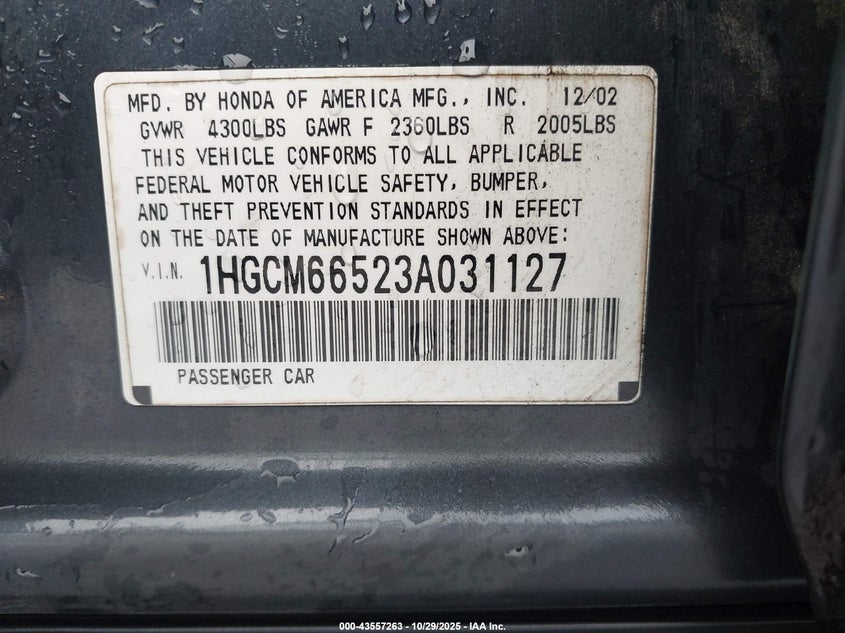 MFD. BY HONDA OF AMERICA MFG., INC. 12/02
GVWR 4300LBS GAWR F 2360LBS R 2005LBS
THIS VEHICLE CONFORMS TO ALL APPLICABLE
FEDERAL MOTOR VEHICLE SAFETY, BUMPER,
AND THEFT PREVENTION STANDARDS IN EFFECT
ON THE DATE OF MANUFACTURE SHOWN ABOVE:
V.I.N. 1HGCM66523A031127
PASSENGER CAR
000-43557263 - 10/29/2025 - IAA Inc.